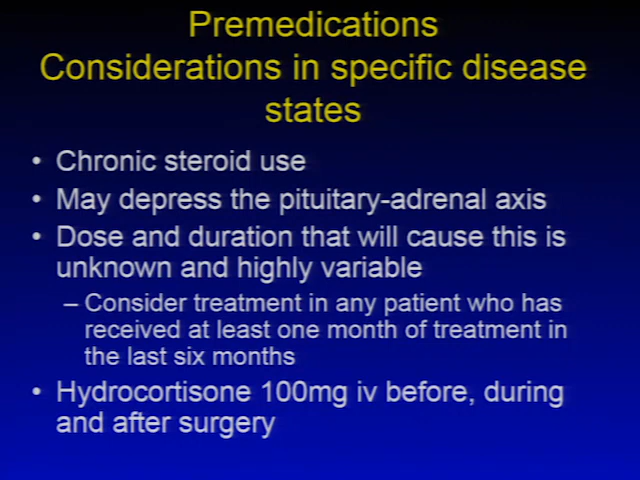 Premedications
Considerations in specific disease
states
• Chronic steroid use
• May depress the pituitary-adrenal axis
• Dose and duration that will cause this is
unknown and highly variable
– Consider treatment in any patient who has
received at least one month of treatment in
the last six months
• Hydrocortisone 100mg iv before, during
and after surgery